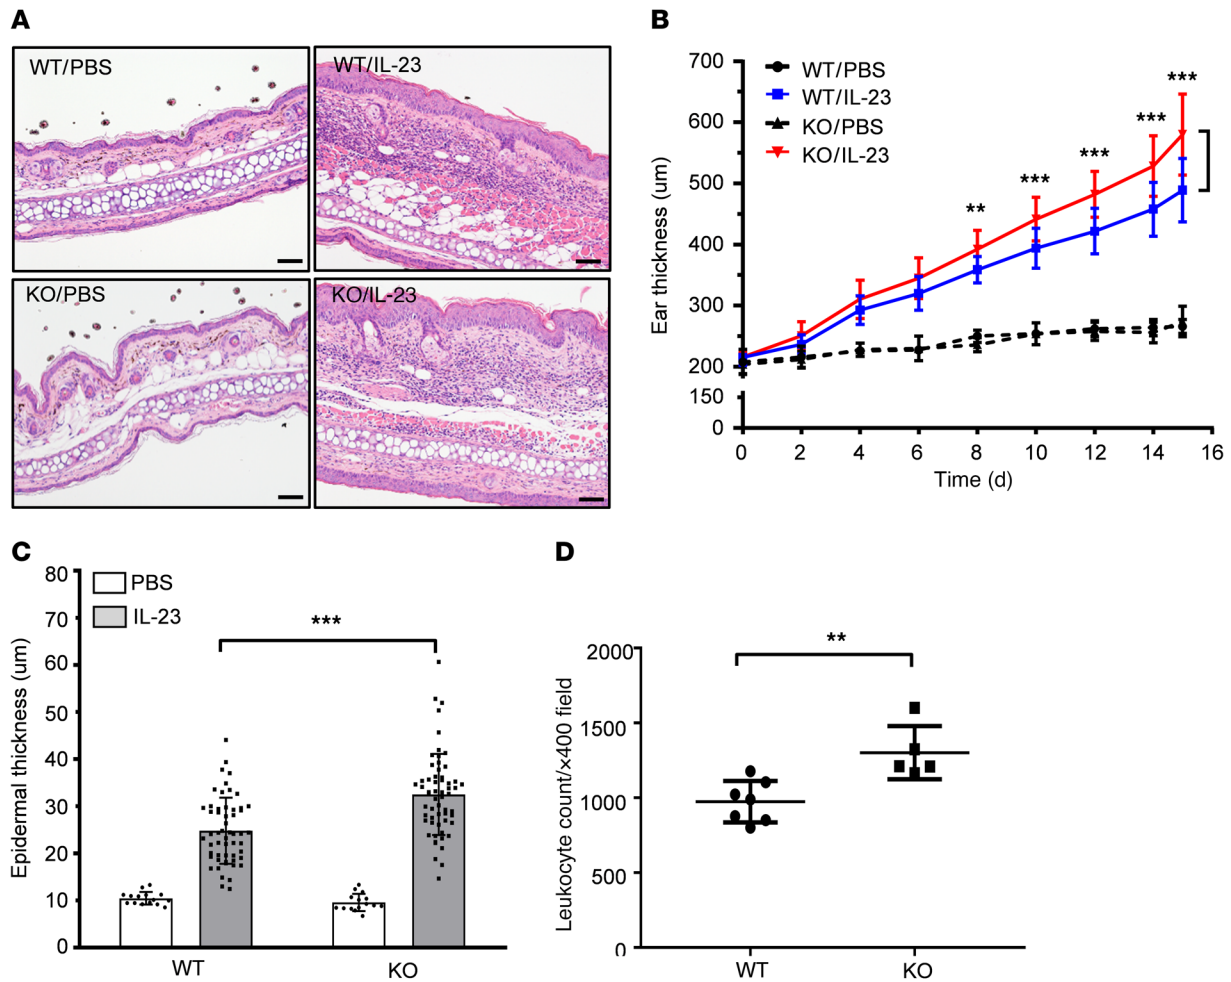 A
WT/PBS
WT/IL-23
KO/PBS
KO/IL-23
B
700
600
500
400
300
200
150
0
Ear thickness (um)
WT/PBS
WT/IL-23
KO/PBS
KO/IL-23
**
***
***
***
***
0 2 4 6 8 10 12 14 16
Time (d)
C
80
70
60
50
40
30
20
10
0
Epidermal thickness (um)
PBS
IL-23
***
WT KO
D
2000
1500
1000
500
0
Leukocyte count/×400 field
**
WT KO